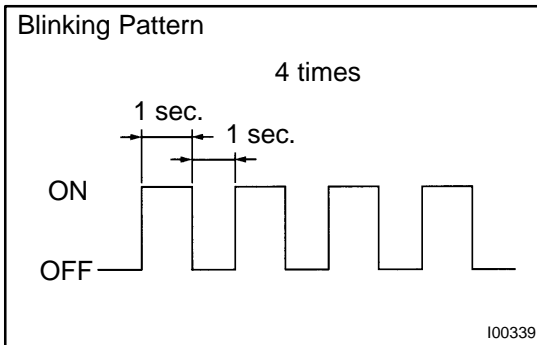 Blinking Pattern
4 times
1 sec.
1 sec.
ON
OFF
I00339